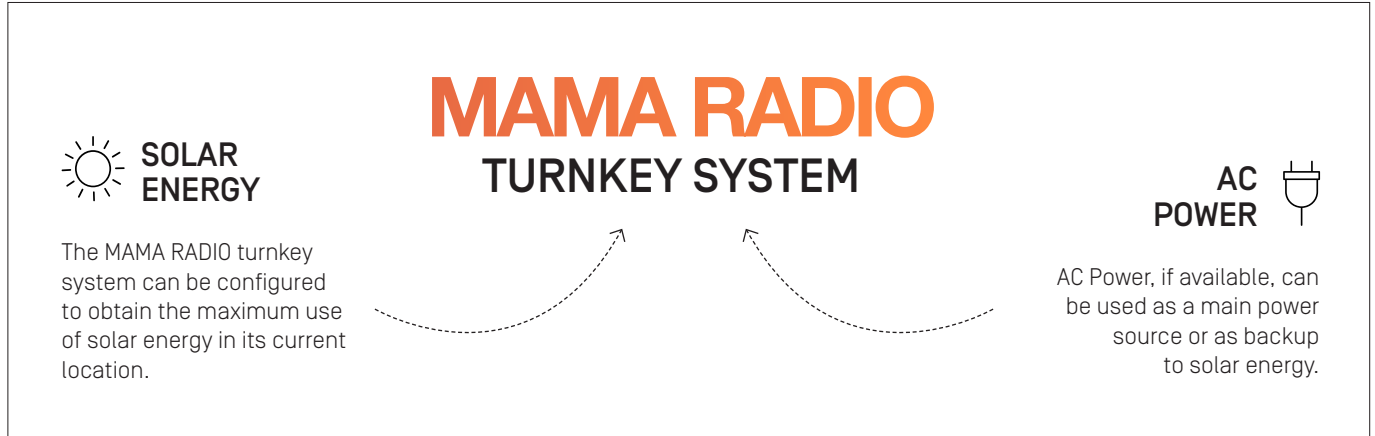 MAMA RADIO
TURNKEY SYSTEM
SOLAR
ENERGY
The MAMA RADIO turnkey
system can be configured
to obtain the maximum use
of solar energy in its current
location.
AC
POWER
AC Power, if available, can
be used as a main power
source or as backup
to solar energy.